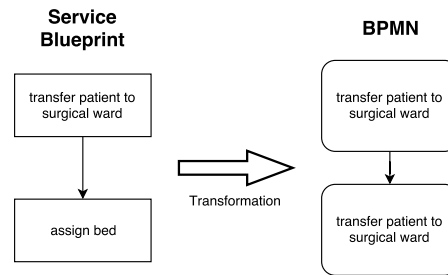 Service
Blueprint
BPMN
transfer patient to
surgical ward
transfer patient to
surgical ward
Transformation
assign bed
transfer patient to
surgical ward